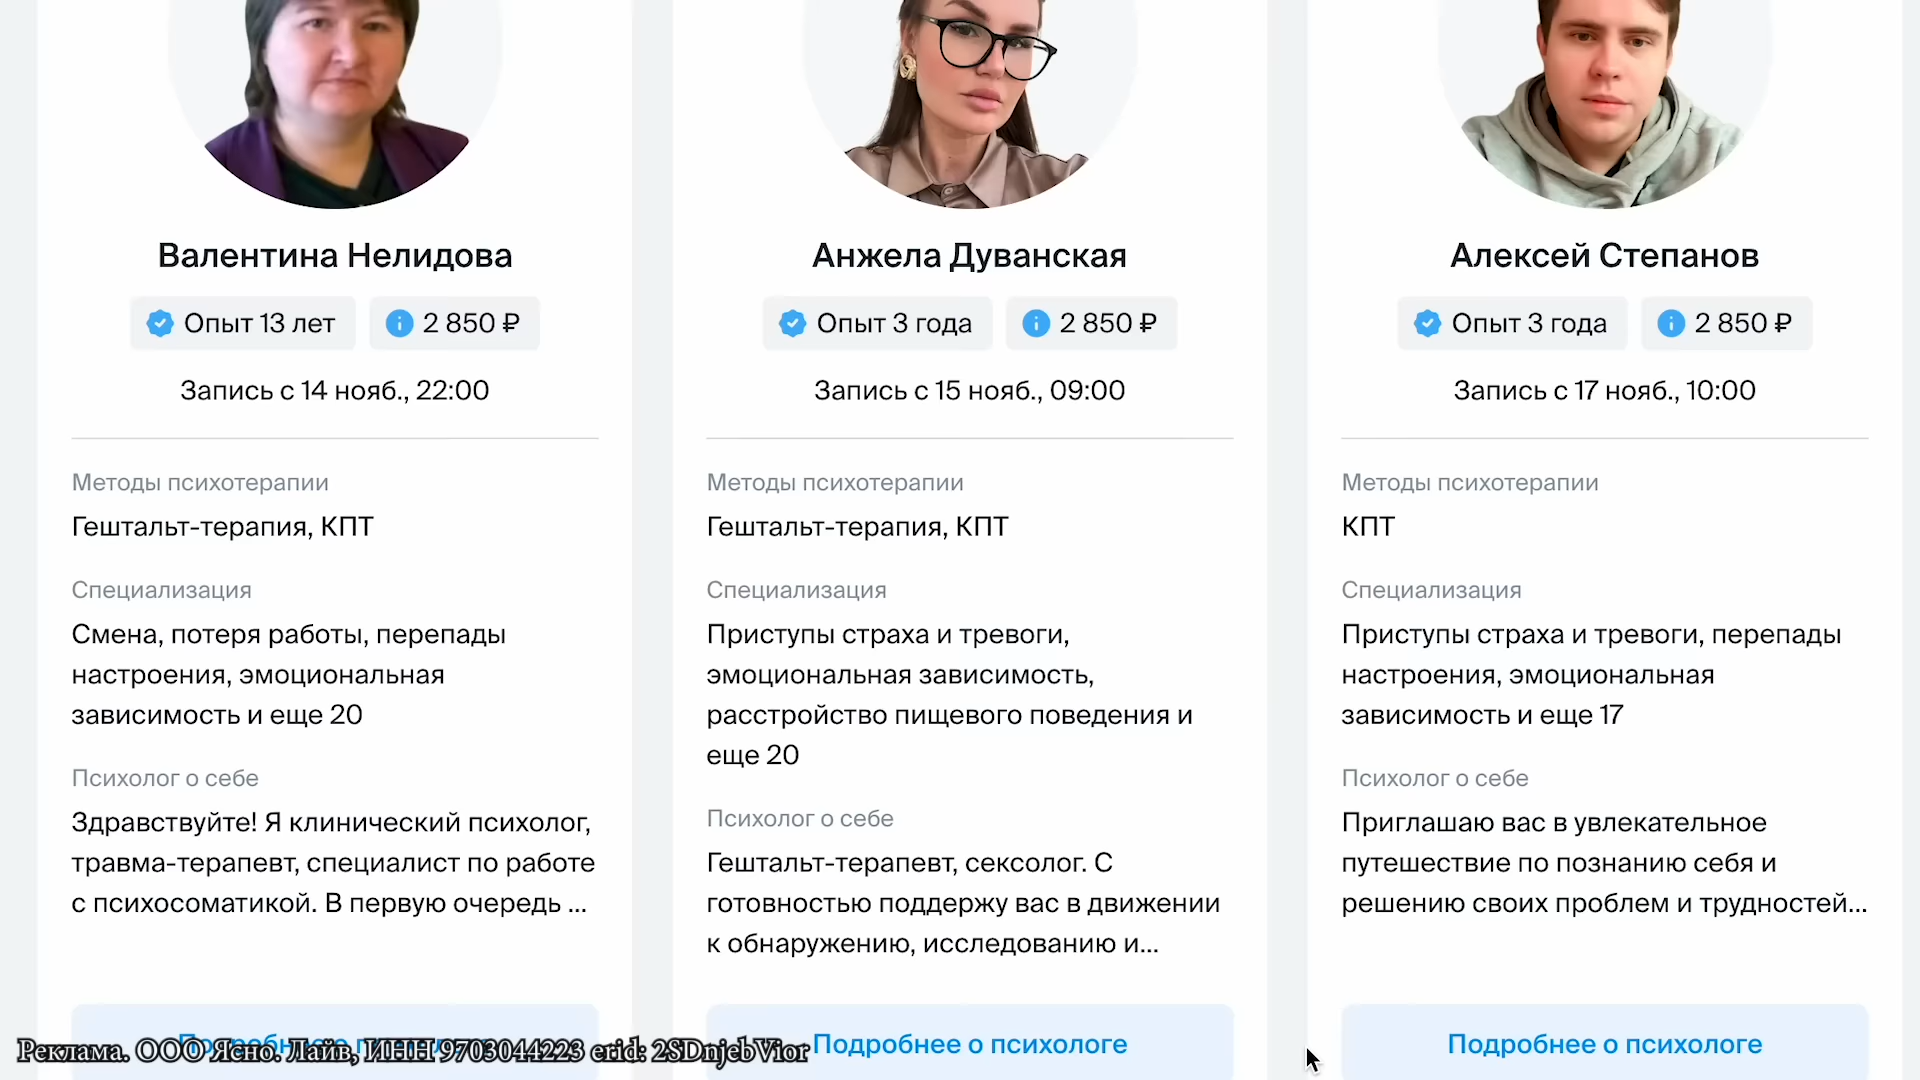 Валентина Нелидова
Опыт 13 лет
2 850 ₽
Запись с 14 нояб., 22:00
Методы психотерапии
Гештальт-терапия, КПТ
Специализация
Смена, потеря работы, перепады
настроения, эмоциональная
зависимость и еще 20
Психолог о себе
Здравствуйте! Я клинический психолог,
травма-терапевт, специалист по работе
с психосоматикой. В первую очередь ...
Анжела Дуванская
Опыт 3 года
2 850 ₽
Запись с 15 нояб., 09:00
Методы психотерапии
Гештальт-терапия, КПТ
Специализация
Приступы страха и тревоги,
эмоциональная зависимость,
расстройство пищевого поведения и
еще 20
Психолог о себе
Гештальт-терапевт, сексолог. С
готовностью поддержу вас в движении
к обнаружению, исследованию и...
Подробнее о психологе
Алексей Степанов
Опыт 3 года
2 850 ₽
Запись с 17 нояб., 10:00
Методы психотерапии
КПТ
Специализация
Приступы страха и тревоги, перепады
настроения, эмоциональная
зависимость и еще 17
Психолог о себе
Приглашаю вас в увлекательное
путешествие по познанию себя и
решению своих проблем и трудностей...
Подробнее о психологе
Реклама. ООО Ясно. Лайв, ИНН 9703044223 erid: 2SDnjebVior